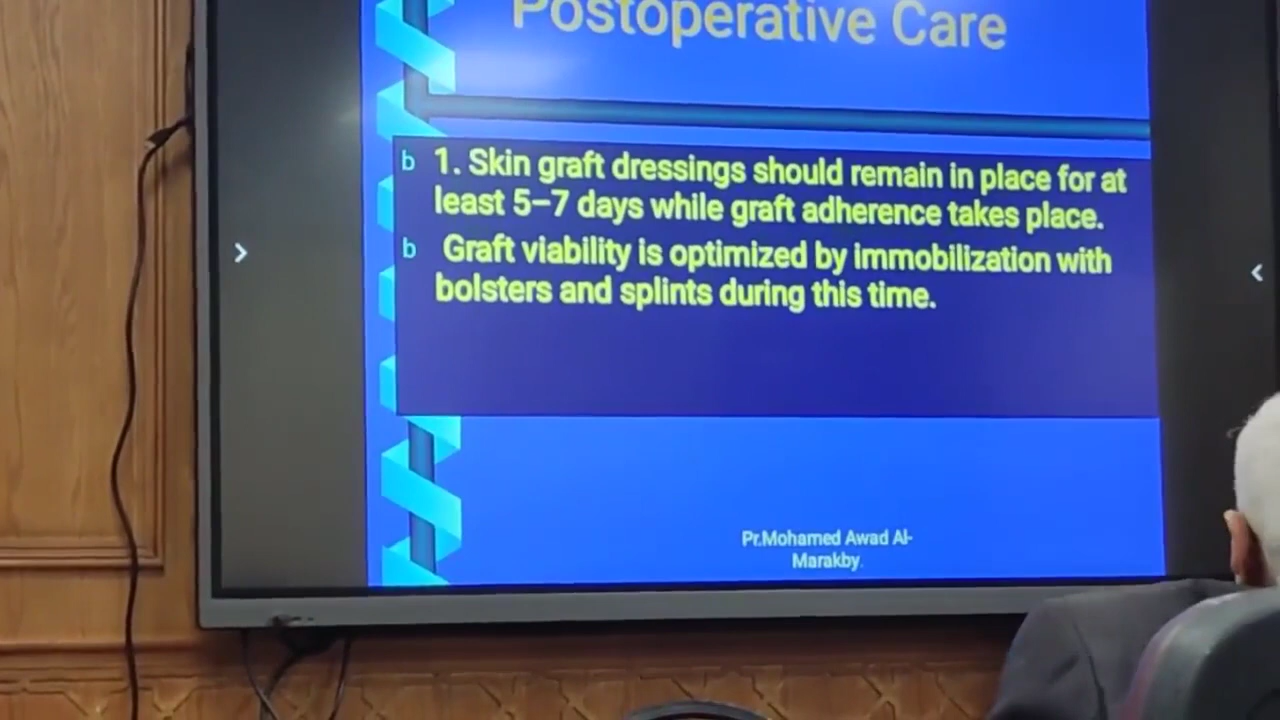 Postoperative Care
b 1. Skin graft dressings should remain in place for at
least 5–7 days while graft adherence takes place.
b Graft viability is optimized by immobilization with
bolsters and splints during this time.
Pr.Mohamed Awad Al-
Marakby.